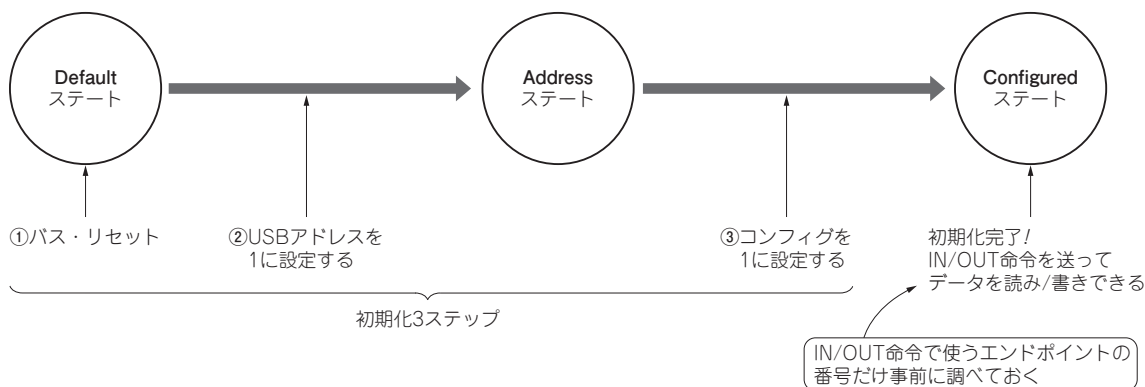 Default
ステート
Address
ステート
Configured
ステート
①バス・リセット
②USBアドレスを
1に設定する
③コンフィグを
1に設定する
初期化完了!
IN/OUT命令を送って
データを読み/書きできる
初期化3ステップ
IN/OUT命令で使うエンドポイントの
番号だけ事前に調べておく